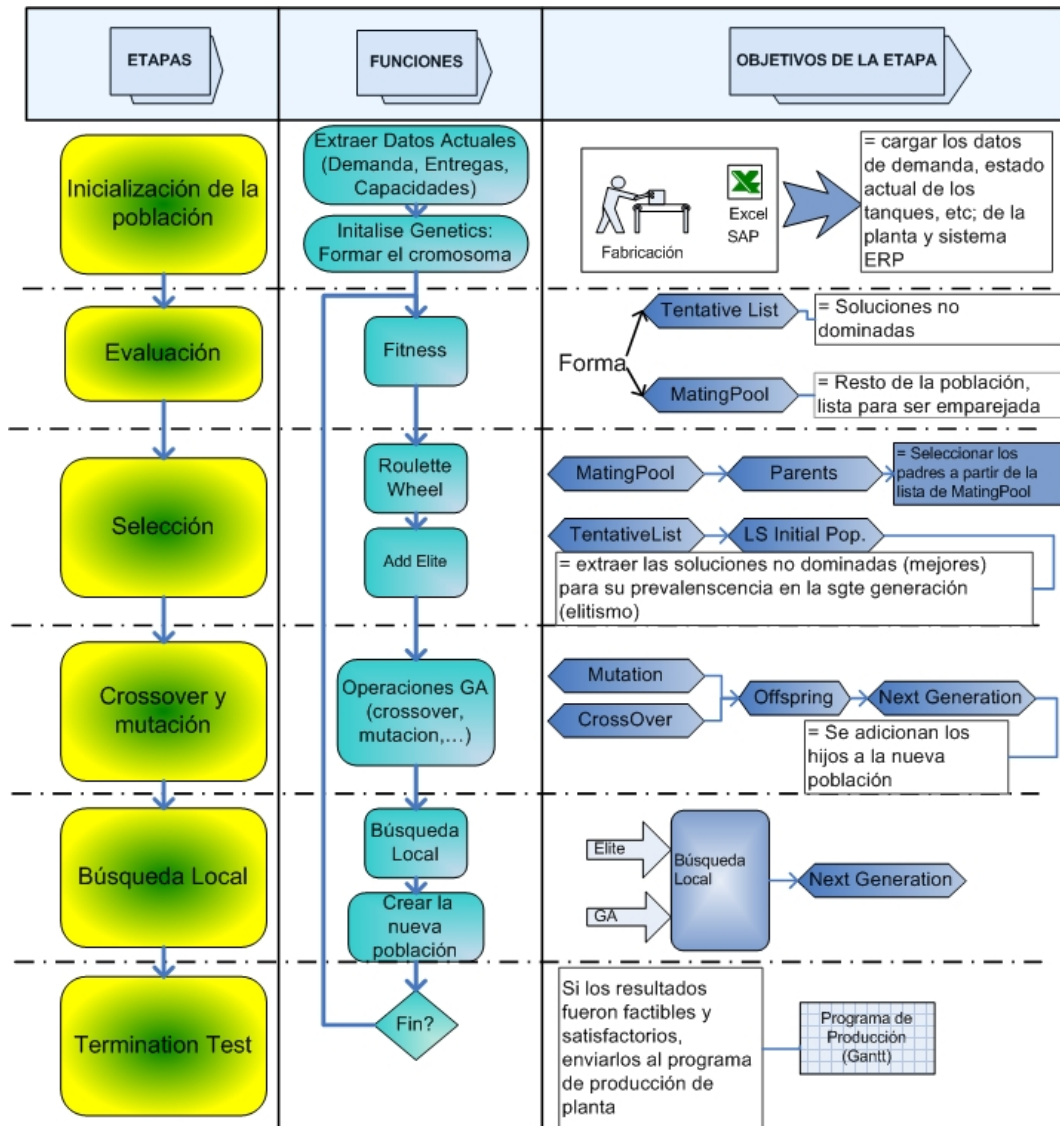 ETAPAS
FUNCIONES
OBJETIVOS DE LA ETAPA
Inicialización de la
población
Extraer Datos Actuales
(Demanda, Entregas,
Capacidades)
Initalise Genetics:
Formar el cromosoma
Fabricación
Excel
SAP
= cargar los datos
de demanda, estado
actual de los
tanques, etc; de la
planta y sistema
ERP
Evaluación
Fitness
Forma
Tentative List
= Soluciones no
dominadas
MatingPool
= Resto de la población,
lista para ser emparejada
Selección
Roulette
Wheel
Add Elite
MatingPool
Parents
= Seleccionar los
padres a partir de la
lista de MatingPool
TentativeList
LS Initial Pop.
= extraer las soluciones no dominadas (mejores)
para su prevalenscencia en la sgte generación
(elitismo)
Crossover y
mutación
Operaciones GA
(crossover,
mutacion,...)
Mutation
CrossOver
Offspring
Next Generation
= Se adicionan los
hijos a la nueva
población
Búsqueda Local
Búsqueda
Local
Crear la
nueva
población
Elite
GA
Búsqueda
Local
Next Generation
Termination Test
Fin?
Si los resultados
fueron factibles y
satisfactorios,
enviarlos al programa
de producción de
planta
Programa de
Producción
(Gantt)